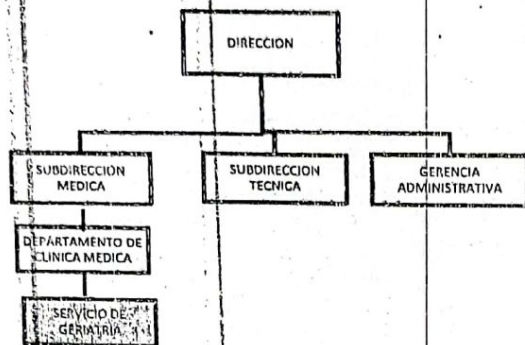 DIRECCION
SUBDIRECCION
MEDICA
SUBDIRECCION
TECNICA
GERENCIA
ADMINISTRATIVA
DEPARTAMENTO DE
CLINICA MEDICA
SERVICIO DE
GERIATRIA